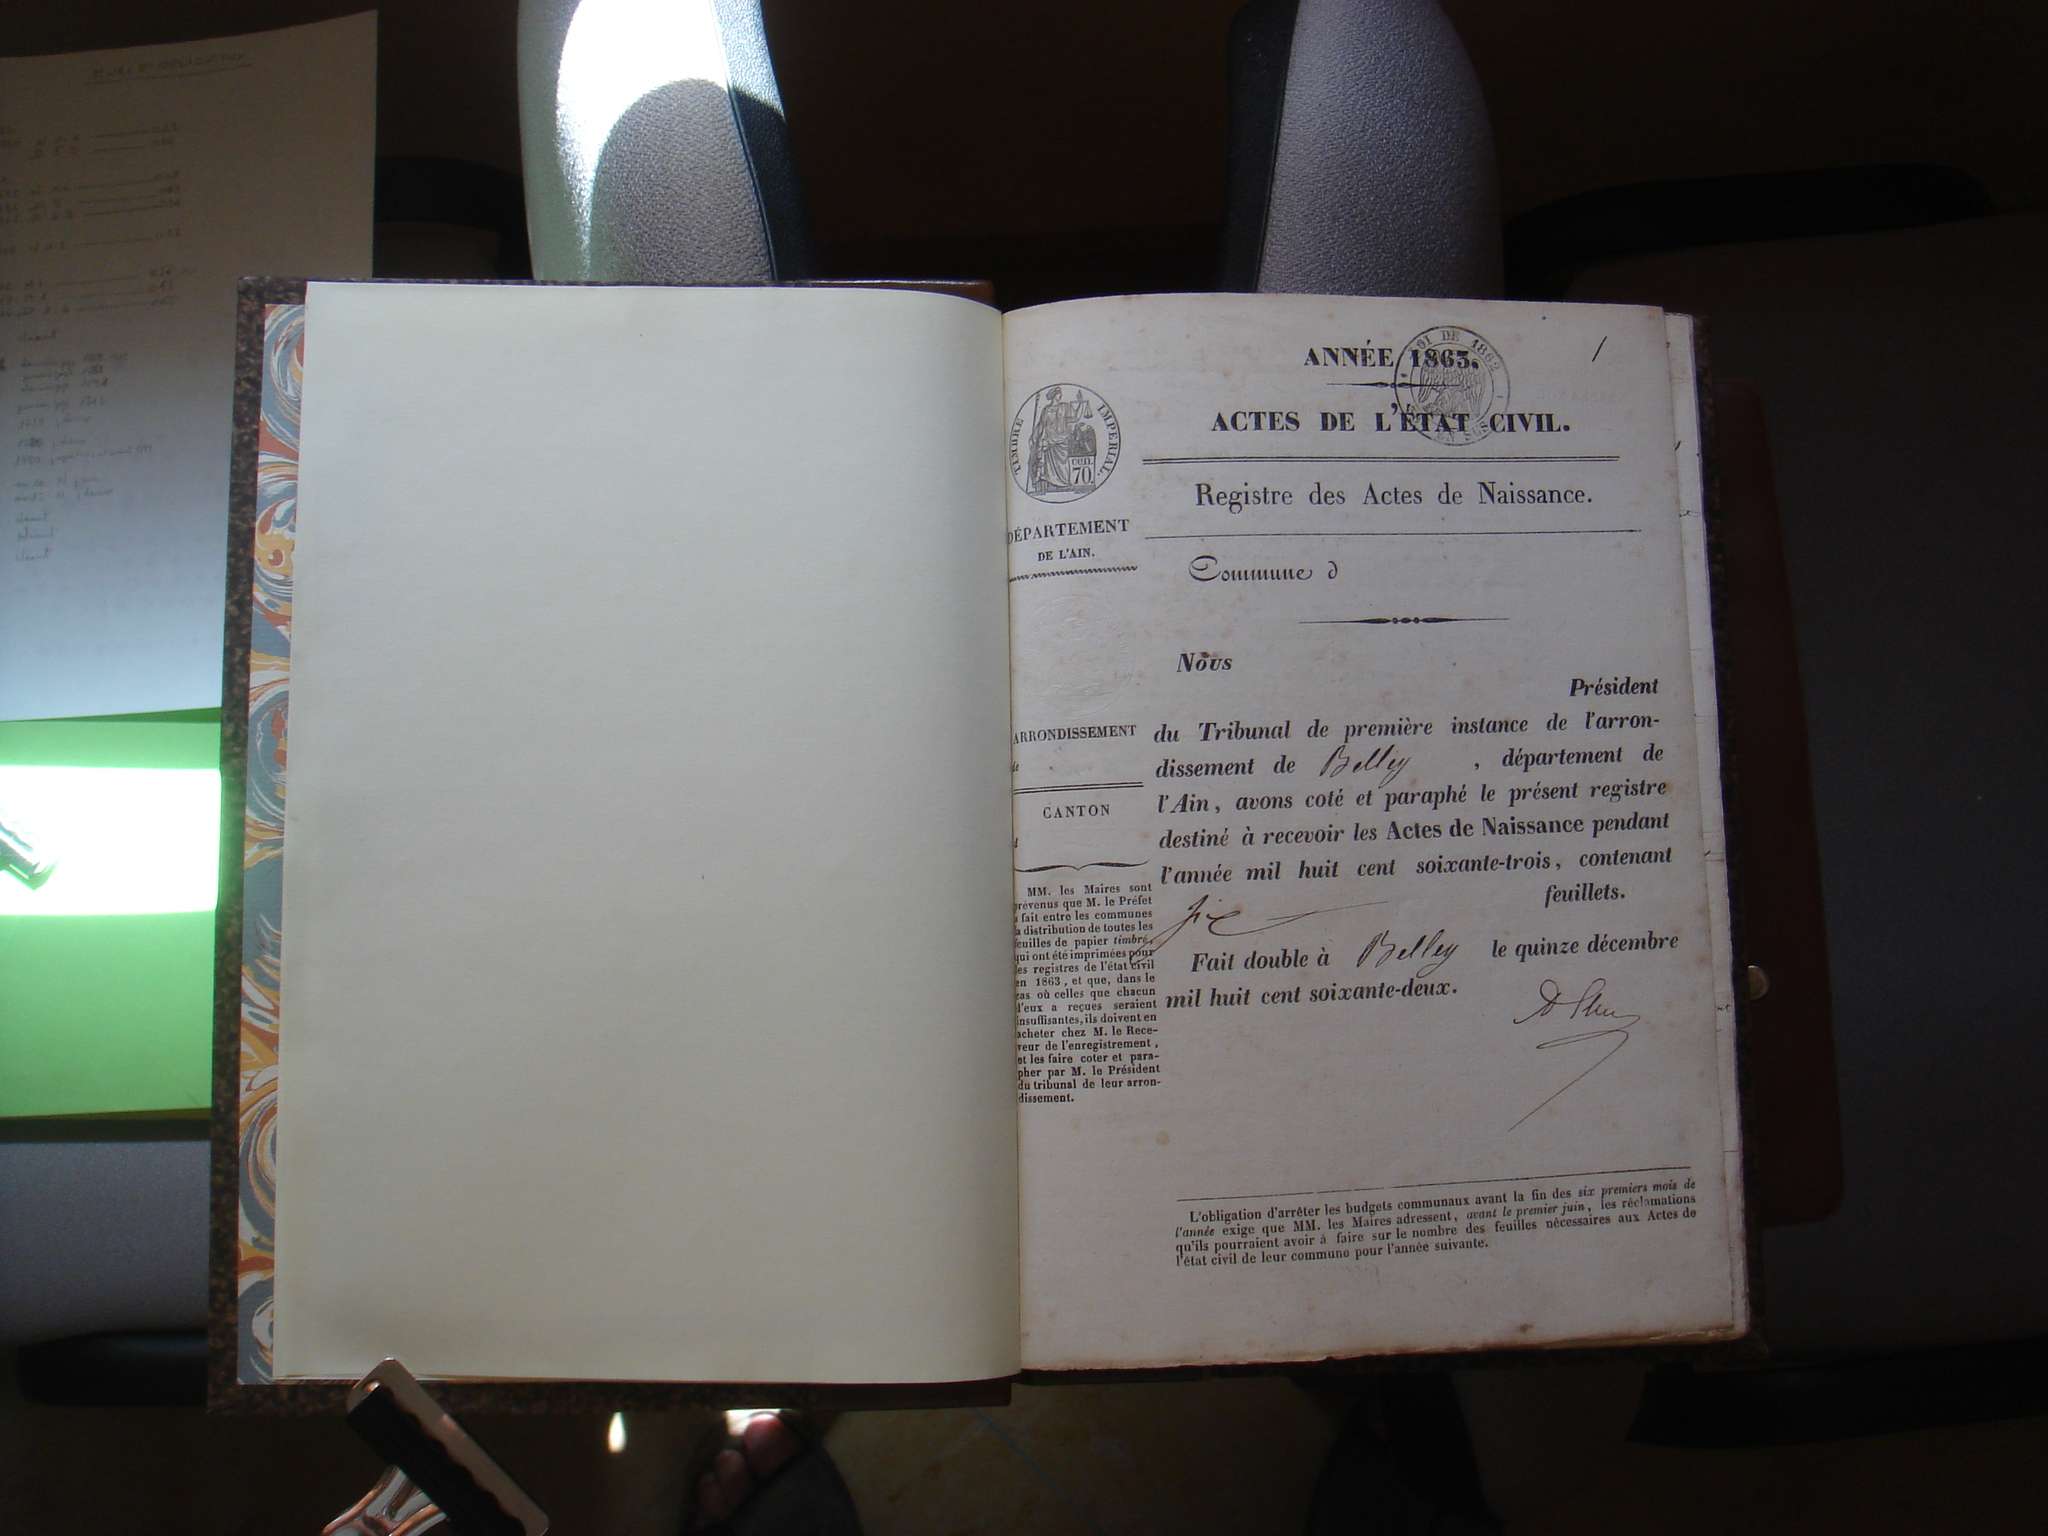 1
ANNÉE 1863.
LOI DE 1862
ACTES DE L'ÉTAT CIVIL.
TIMBRE IMPERIAL.
CEN.
70.
Registre des Actes de Naissance.
DÉPARTEMENT
DE L'AIN.
Commune d
Nous
Président
du Tribunal de première instance de l'arron-
dissement de Belley , département de
l'Ain, avons coté et paraphé le présent registre
destiné à recevoir les Actes de Naissance pendant
l'année mil huit cent soixante-trois, contenant
six feuillets.
Fait double à Belley le quinze décembre
mil huit cent soixante-deux.
ARRONDISSEMENT
de
CANTON
d
MM. les Maires sont
prévenus que M. le Préfet
a fait entre les communes
la distribution de toutes les
feuilles de papier timbré,
qui ont été imprimées pour
les registres de l'état civil
en 1863, et que, dans le
cas où celles que chacun
d'eux a reçues seraient
insuffisantes, ils doivent en
acheter chez M. le Rece-
veur de l'enregistrement,
et les faire coter et para-
pher par M. le Président
du tribunal de leur arron-
dissement.
L'obligation d'arrêter les budgets communaux avant la fin des six premiers mois de
l'année exige que MM. les Maires adressent, avant le premier juin, les réclamations
qu'ils pourraient avoir à faire sur le nombre des feuilles nécessaires aux Actes de
l'état civil de leur commune pour l'année suivante.